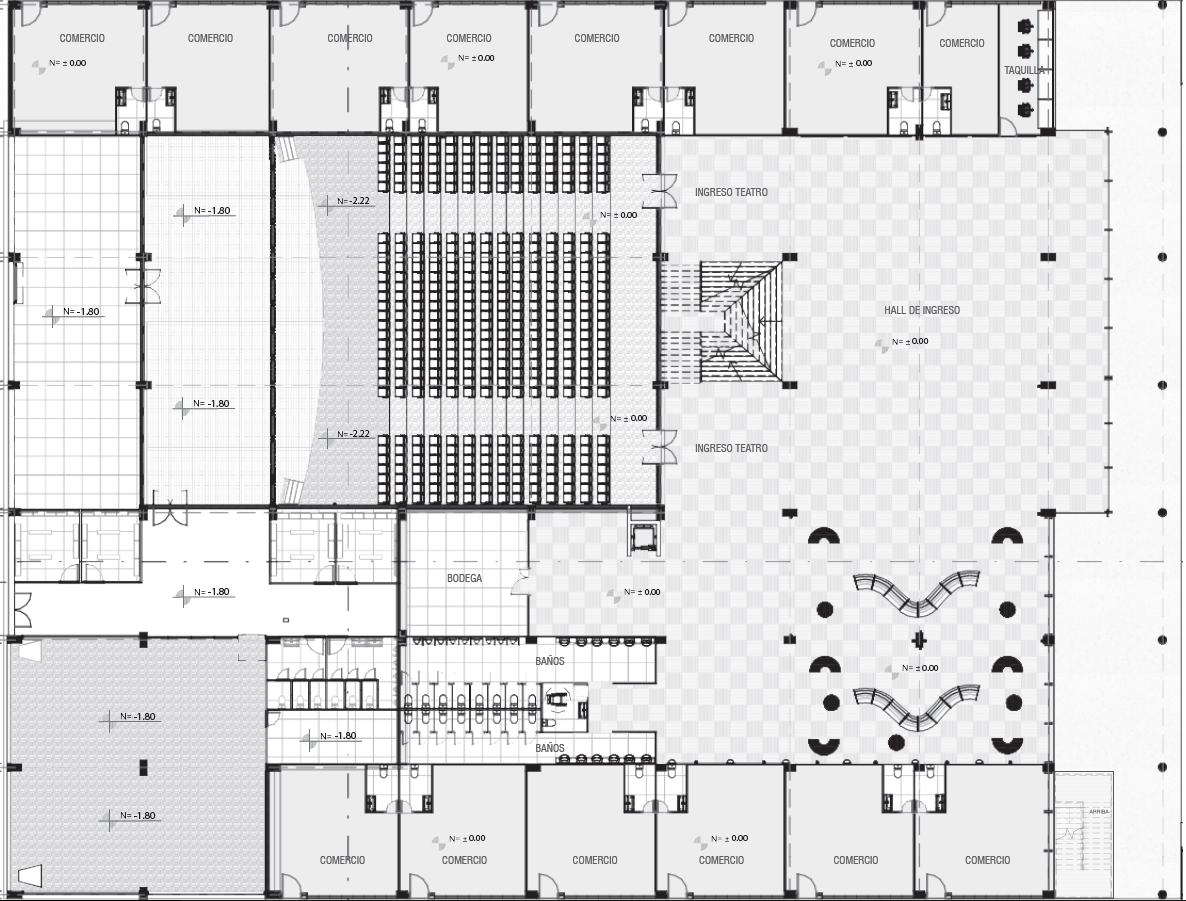 COMERCIO
COMERCIO
COMERCIO
COMERCIO
COMERCIO
COMERCIO
COMERCIO
COMERCIO
N= ± 0.00
N= ± 0.00
N= ± 0.00
TAQUILLA
INGRESO TEATRO
N= -2.22
N= -1.80
N= ± 0.00
N= -1.80
HALL DE INGRESO
N= ± 0.00
N= -1.80
N= ± 0.00
N= -2.22
INGRESO TEATRO
BODEGA
N= -1.80
N= ± 0.00
BAÑOS
N= ± 0.00
N= -1.80
N= -1.80
BAÑOS
N= -1.80
ARRIBA
N= ± 0.00
N= ± 0.00
COMERCIO
COMERCIO
COMERCIO
COMERCIO
COMERCIO
COMERCIO